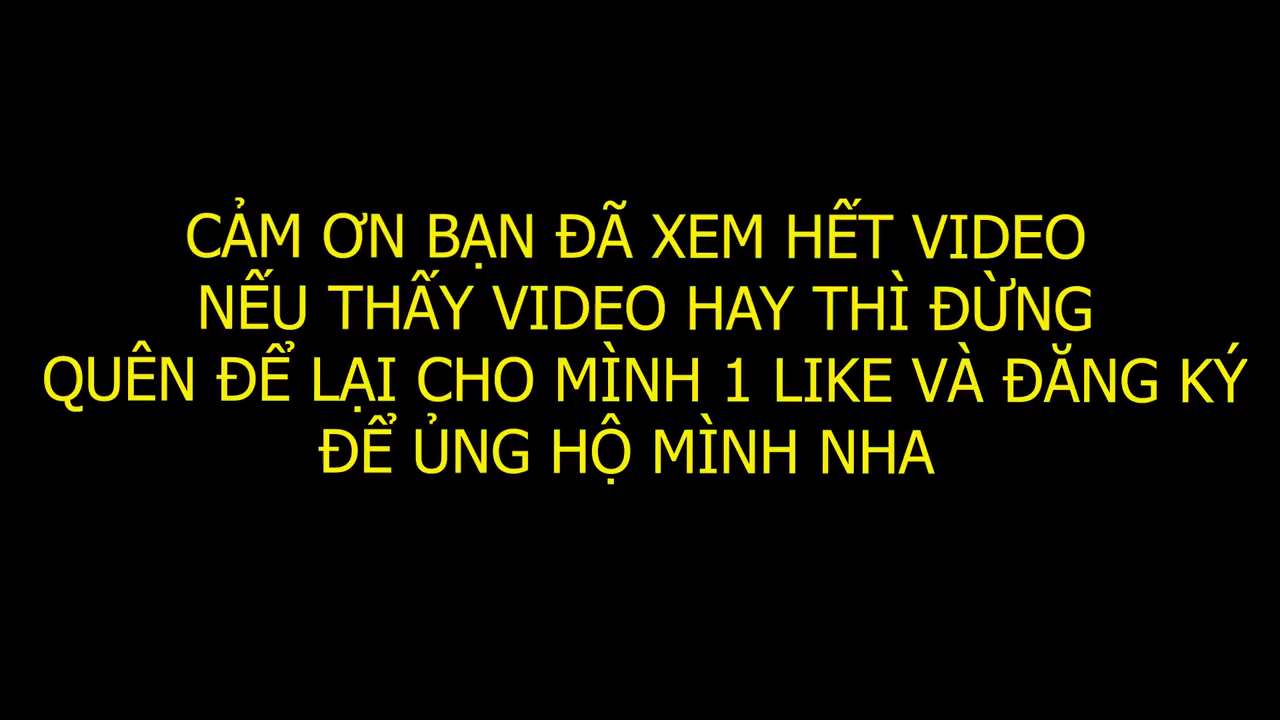 CẢM ƠN BẠN ĐÃ XEM HẾT VIDEO
NẾU THẤY VIDEO HAY THÌ ĐỪNG
QUÊN ĐỂ LẠI CHO MÌNH 1 LIKE VÀ ĐĂNG KÝ
ĐỂ ỦNG HỘ MÌNH NHA